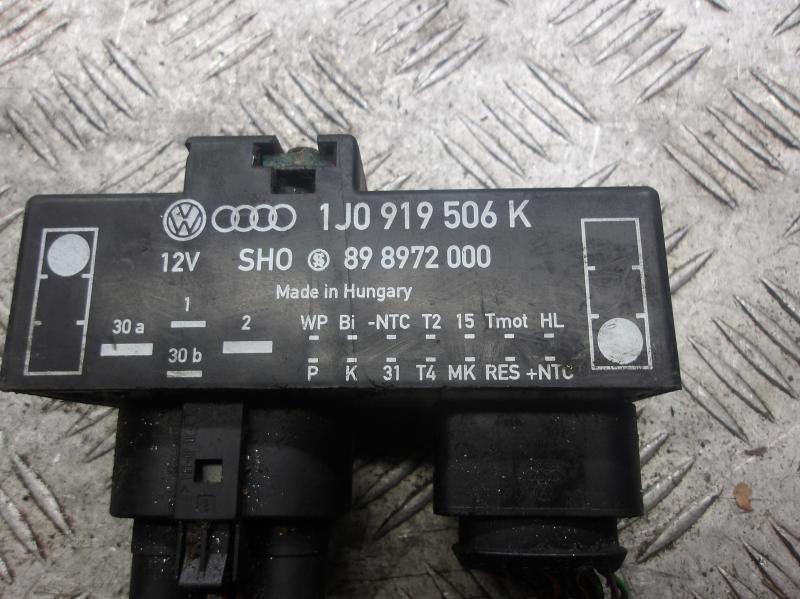 1J0 919 506 K
12V SHO 89 8972 000
Made in Hungary
30 a 1 2 WP Bi -NTC T2 15 Tmot HL
30 b P K 31 T4 MK RES +NTC